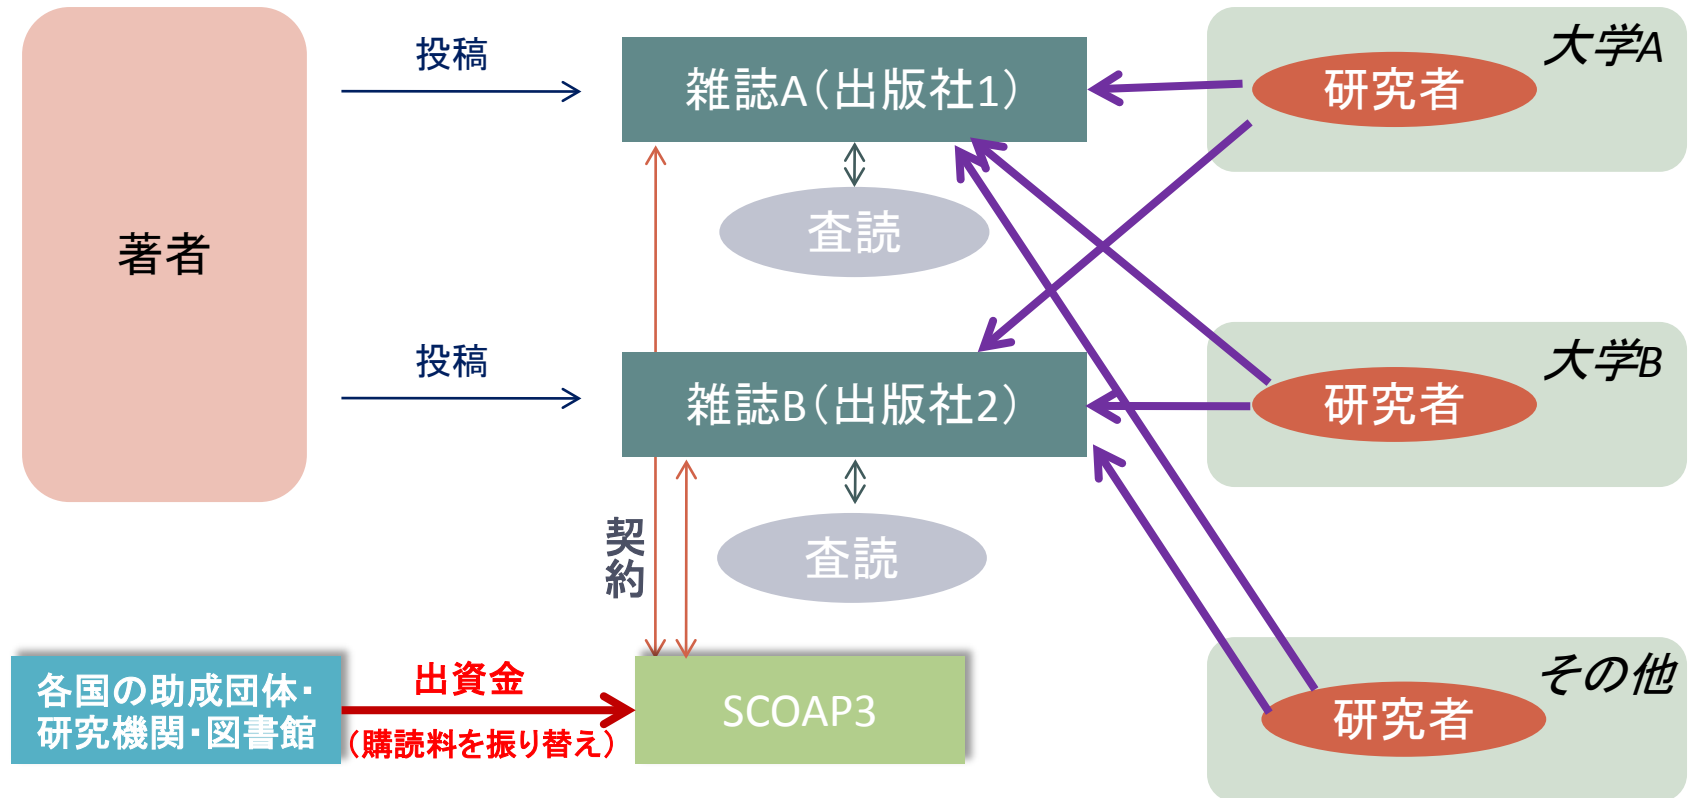 著者
投稿
投稿
雑誌A（出版社1）
査読
雑誌B（出版社2）
査読
契約
大学A
研究者
大学B
研究者
その他
研究者
各国の助成団体・
研究機関・図書館
出資金
（購読料を振り替え）
SCOAP3